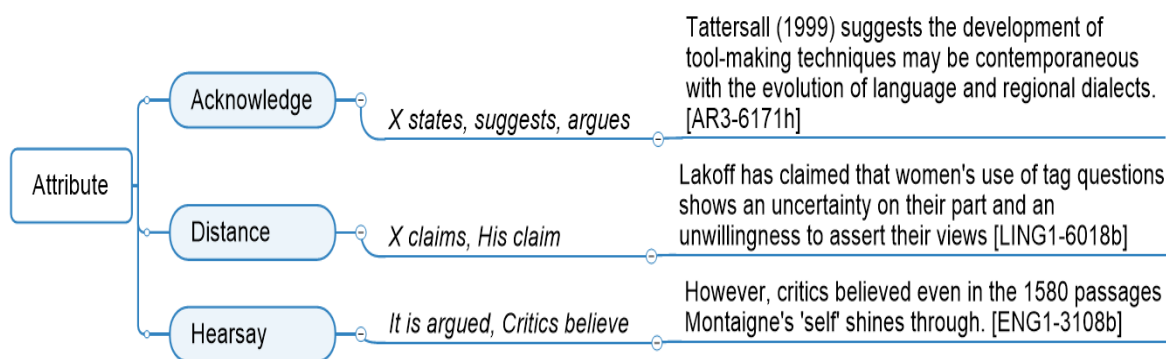 Attribute
Acknowledge
X states, suggests, argues
Tattersall (1999) suggests the development of
tool-making techniques may be contemporaneous
with the evolution of language and regional dialects.
[AR3-6171h]
Distance
X claims, His claim
Lakoff has claimed that women's use of tag questions
shows an uncertainty on their part and an
unwillingness to assert their views [LING1-6018b]
Hearsay
It is argued, Critics believe
However, critics believed even in the 1580 passages
Montaigne's 'self' shines through. [ENG1-3108b]